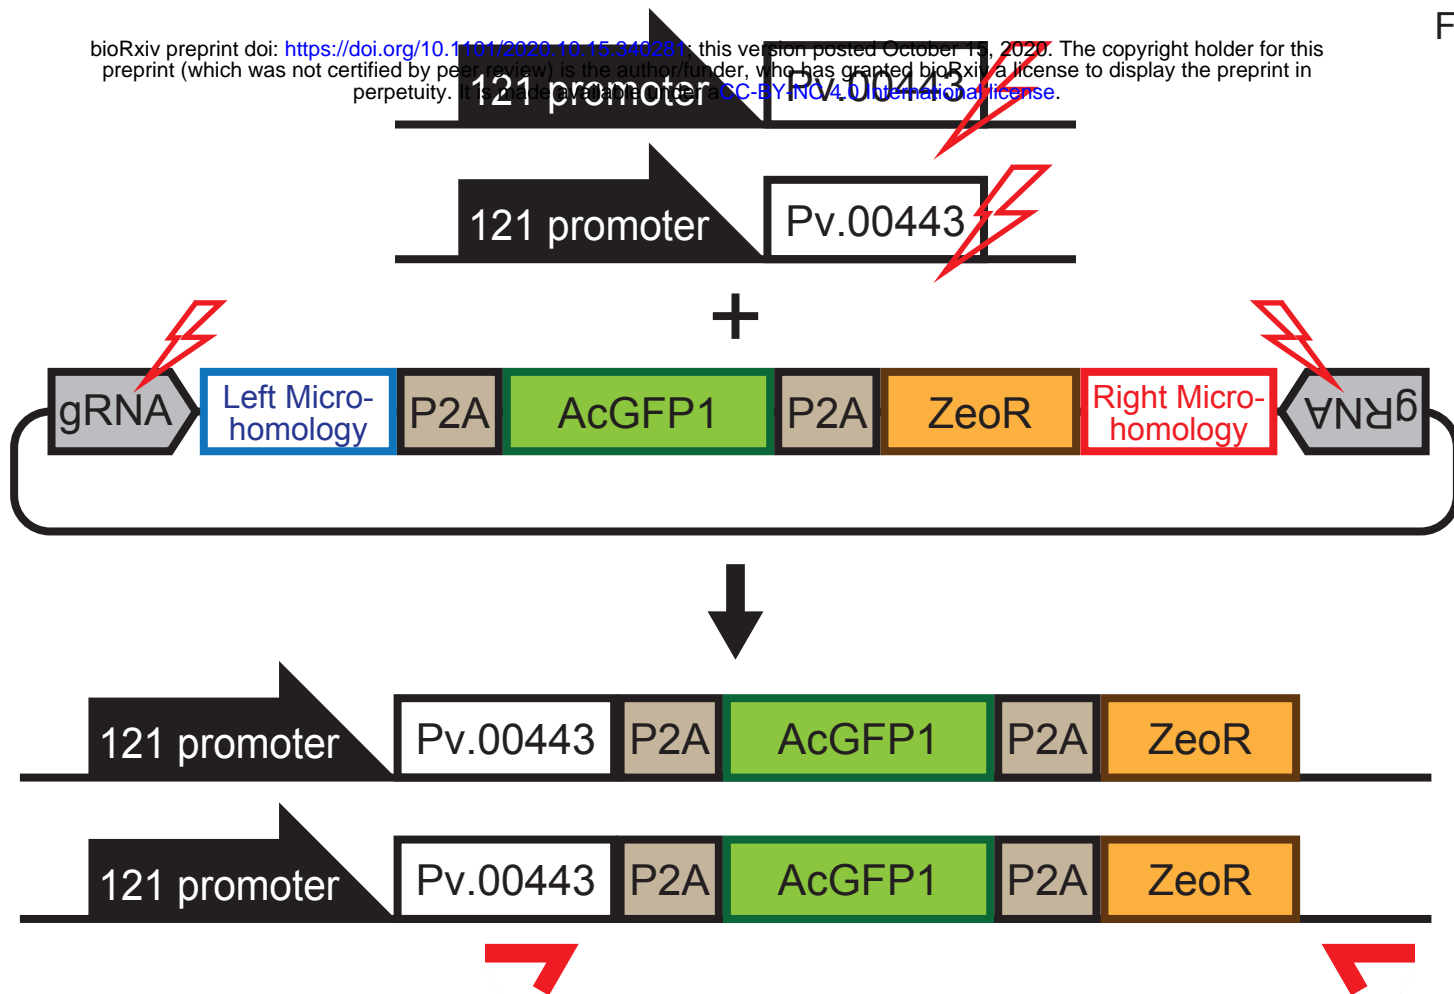 F
bioRxiv preprint doi: https://doi.org/10.1101/2020.10.15.340281; this version posted October 15, 2020. The copyright holder for this
preprint (which was not certified by peer review) is the author/funder, who has granted bioRxiv a license to display the preprint in
perpetuity. It is made available under aCC-BY-NC 4.0 International license.
121 promoter Pv.00443
121 promoter Pv.00443
+
gRNA Left Micro- P2A AcGFP1 P2A ZeoR Right Micro- gRNA
homology homology
121 promoter Pv.00443 P2A AcGFP1 P2A ZeoR
121 promoter Pv.00443 P2A AcGFP1 P2A ZeoR